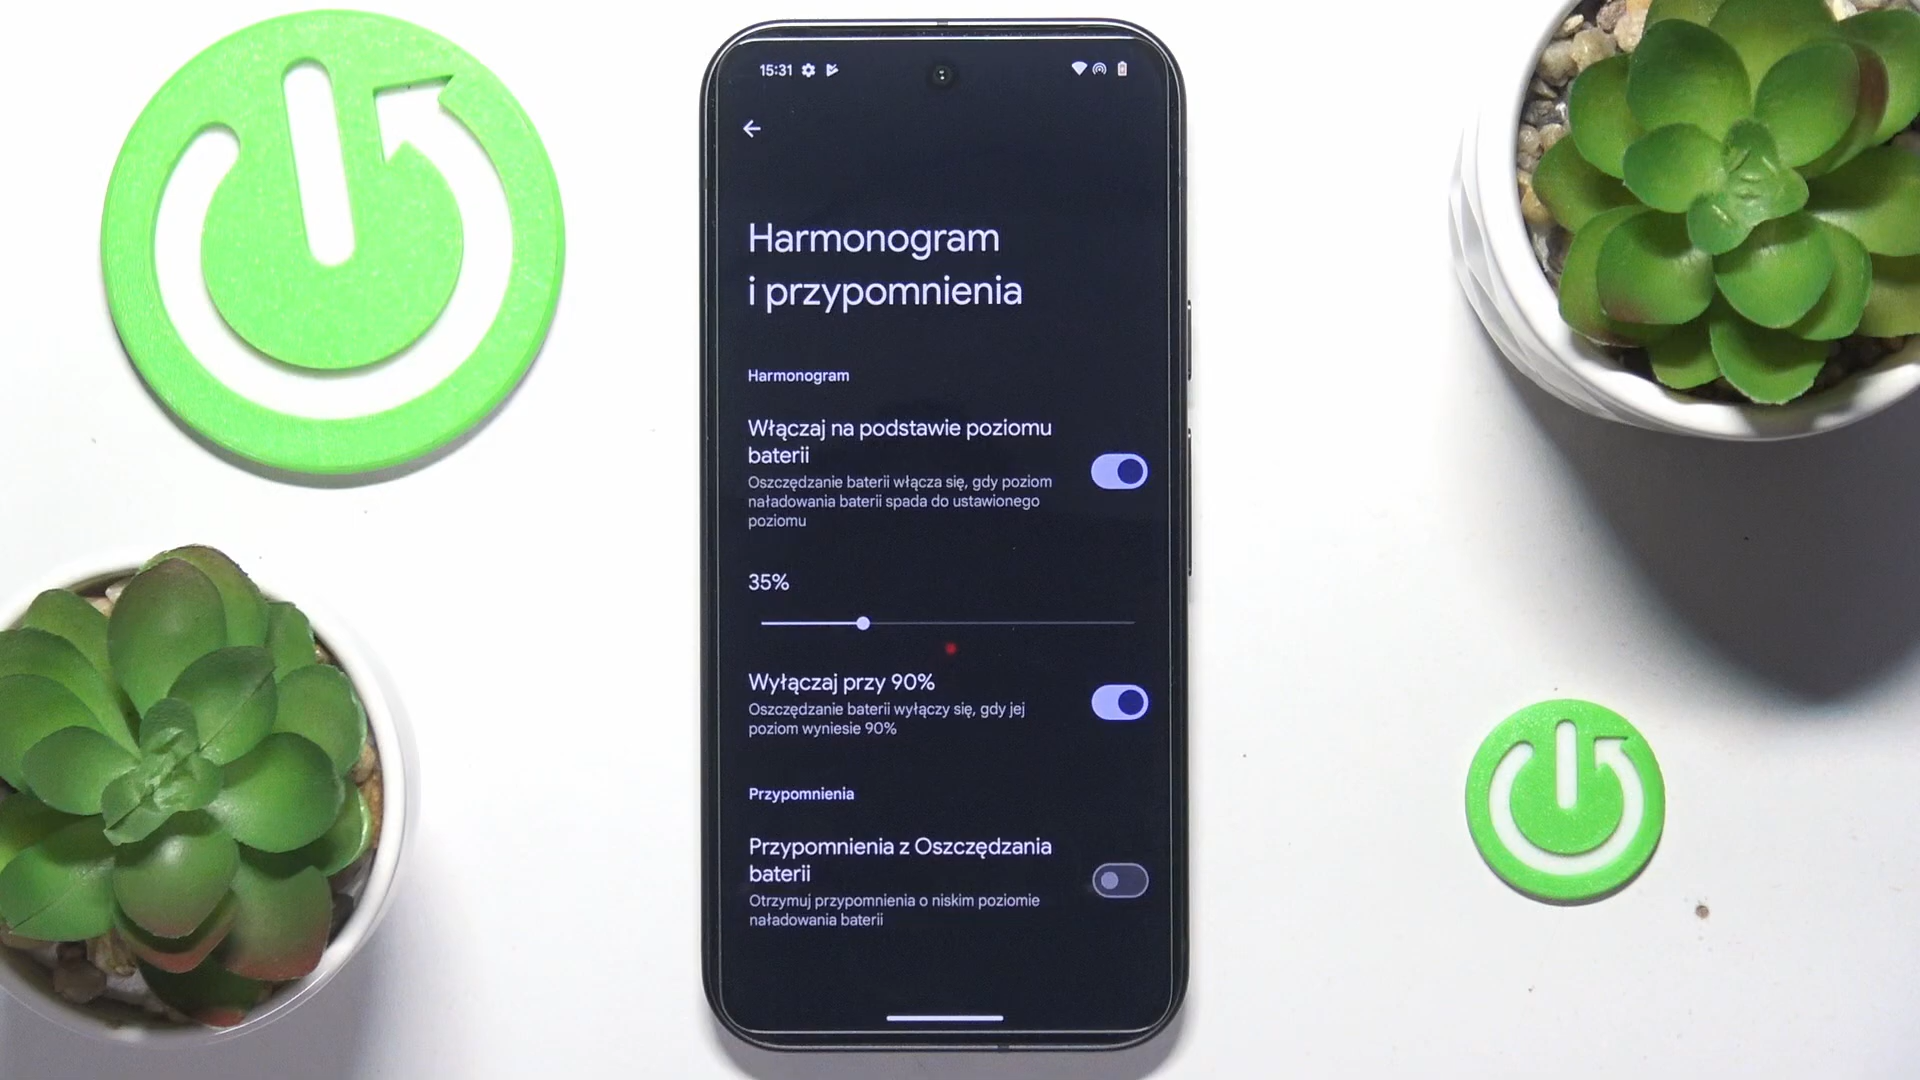 15:31
Harmonogram
i przypomnienia
Harmonogram
Włączaj na podstawie poziomu
baterii
Oszczędzanie baterii włącza się, gdy poziom
naładowania baterii spada do ustawionego
poziomu
35%
Wyłączaj przy 90%
Oszczędzanie baterii wyłączy się, gdy jej
poziom wyniesie 90%
Przypomnienia
Przypomnienia z Oszczędzania
baterii
Otrzymuj przypomnienia o niskim poziomie
naładowania baterii